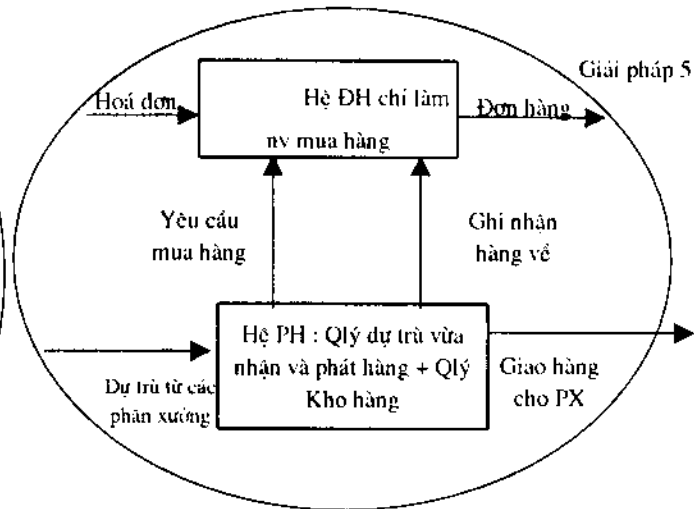 Giải pháp 5
Hoá đơn
Hệ ĐH chỉ làm
nv mua hàng
Đơn hàng
Yêu cầu
mua hàng
Ghi nhận
hàng về
Hệ PH : Qlý dự trù vừa
nhận và phát hàng + Qlý
Kho hàng
Dự trù từ các
phân xưởng
Giao hàng
cho PX